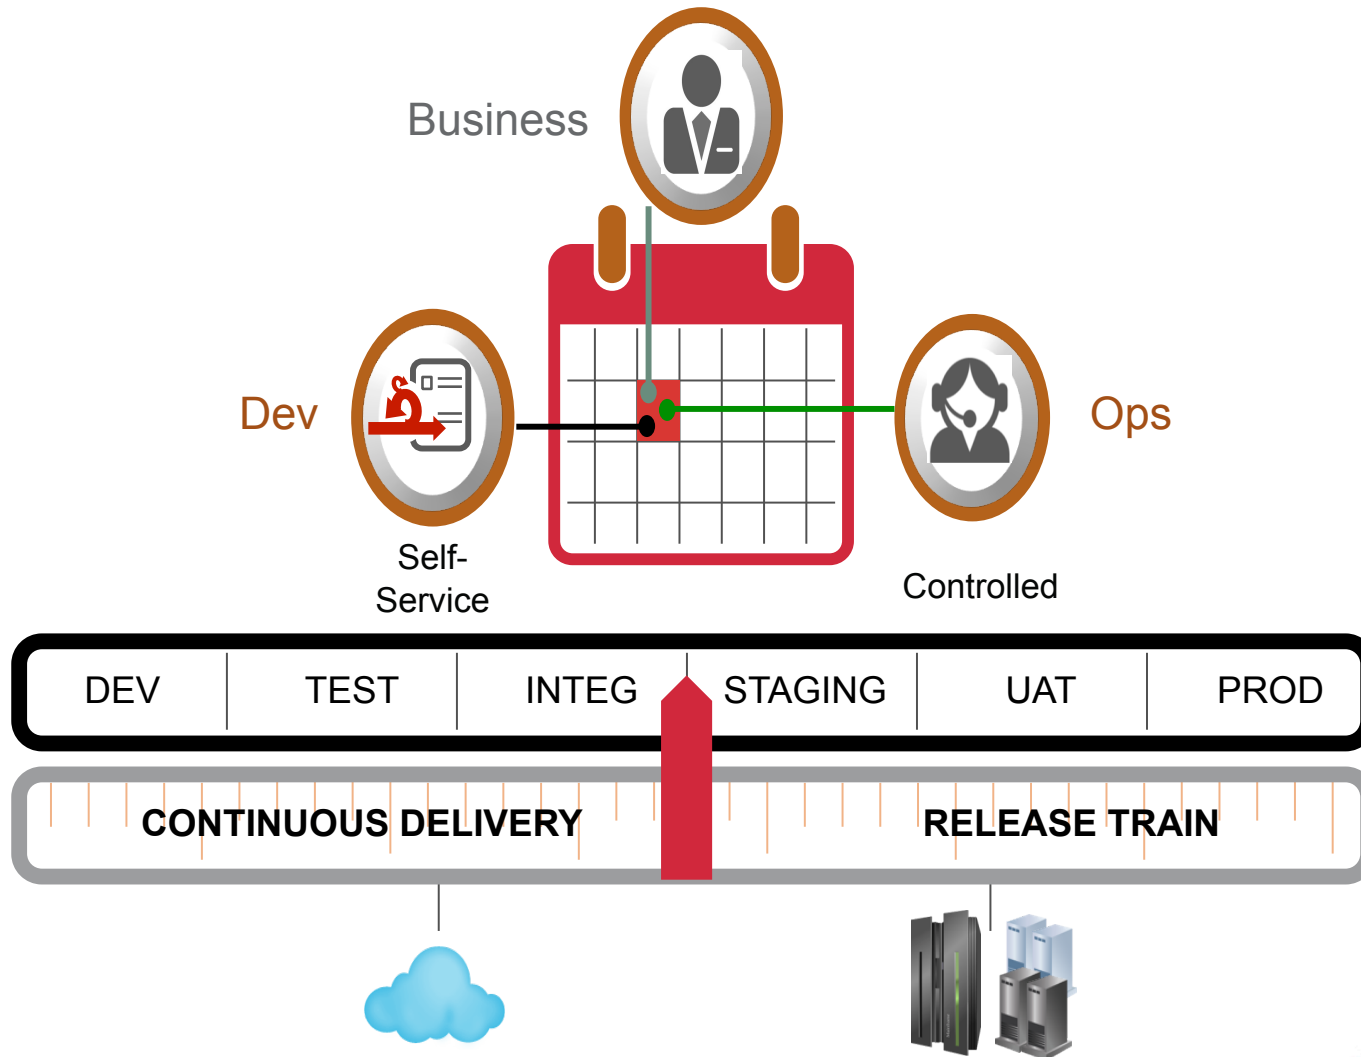 Business
Dev
Ops
Self-
Service
Controlled
DEV TEST INTEG STAGING UAT PROD
CONTINUOUS DELIVERY RELEASE TRAIN